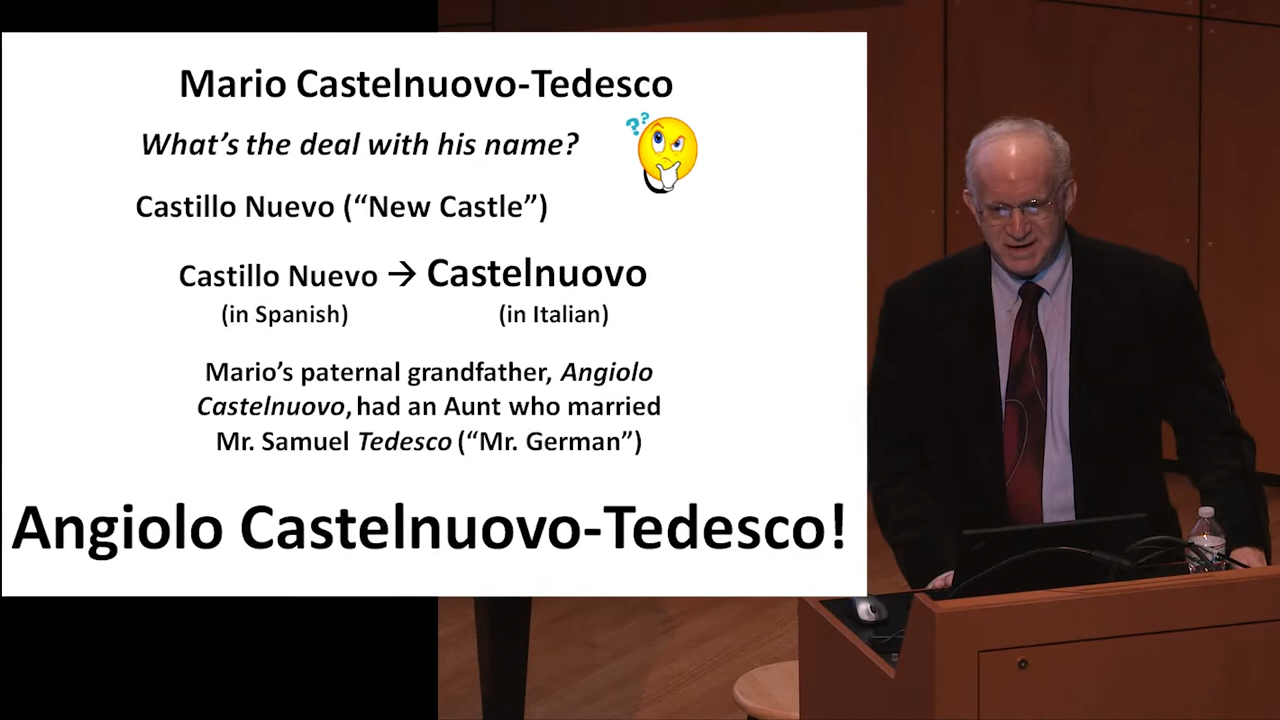 Mario Castelnuovo-Tedesco
What's the deal with his name?
??
Castillo Nuevo (“New Castle”)
Castillo Nuevo → Castelnuovo
(in Spanish) (in Italian)
Mario's paternal grandfather, Angiolo
Castelnuovo, had an Aunt who married
Mr. Samuel Tedesco (“Mr. German”)
Angiolo Castelnuovo-Tedesco!